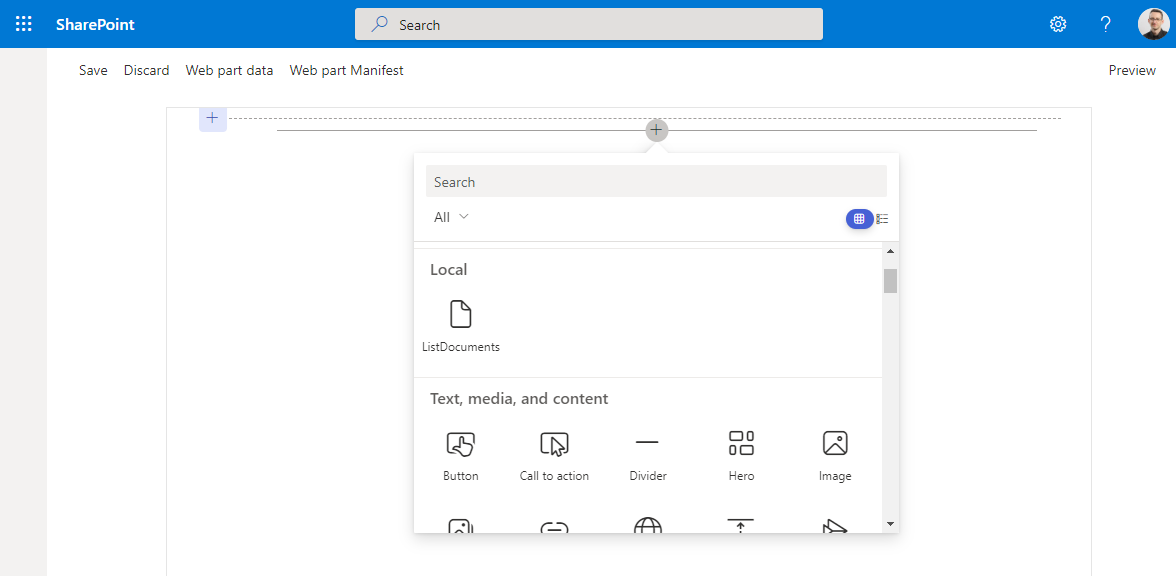 SharePoint
Search
?
Save Discard Web part data Web part Manifest Preview
Search
All
Local
ListDocuments
Text, media, and content
Button Call to action Divider Hero Image